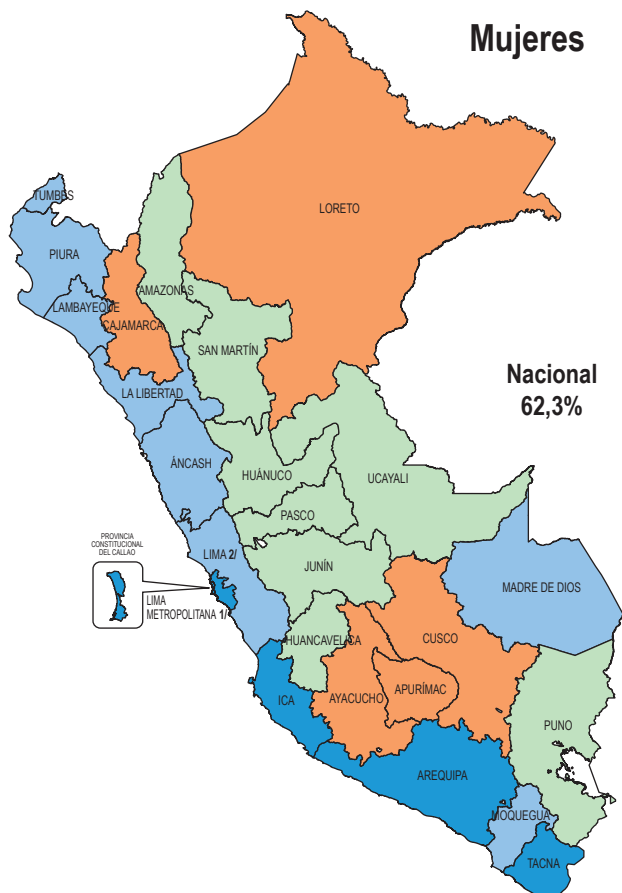 Mujeres
TUMBES
LORETO
PIURA
AMAZONAS
LAMBAYEQUE
CAJAMARCA
SAN MARTÍN
Nacional
62,3%
LA LIBERTAD
ÁNCASH
HUÁNUCO
UCAYALI
PASCO
PROVINCIA
CONSTITUCIONAL
DEL CALLAO
LIMA 2/
JUNÍN
MADRE DE DIOS
LIMA
METROPOLITANA 1/
HUANCAVELICA
CUSCO
ICA
AYACUCHO
APURÍMAC
PUNO
AREQUIPA
MOQUEGUA
TACNA